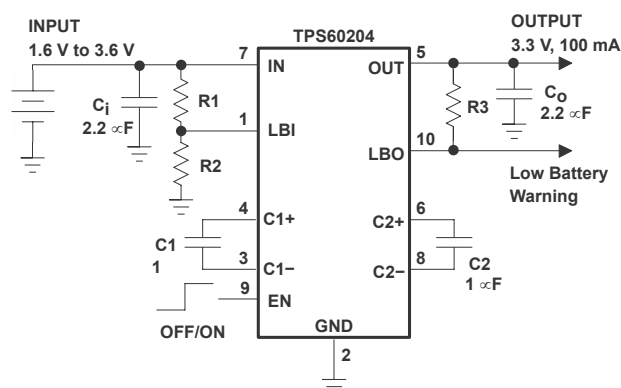 INPUT
1.6 V to 3.6 V
TPS60204
OUTPUT
3.3 V, 100 mA
7
IN
5
OUT
Ci
2.2 ∝F
R1
R3
Co
2.2 ∝F
1
LBI
R2
10
LBO
Low Battery
Warning
4
C1+
6
C2+
C1
1
3
C1−
8
C2−
C2
1 ∝F
9
EN
OFF/ON
GND
2